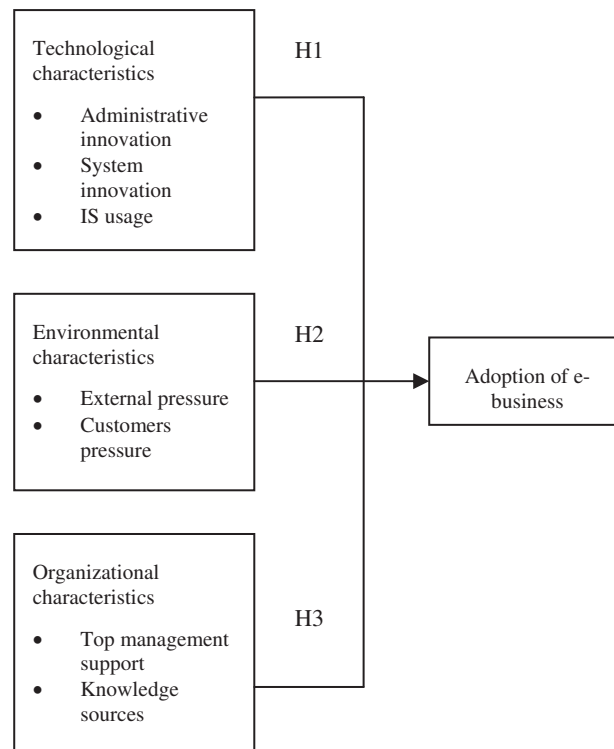 Technological
characteristics
• Administrative
innovation
• System
innovation
• IS usage
H1
Environmental
characteristics
• External pressure
• Customers
pressure
H2
Adoption of e-
business
Organizational
characteristics
• Top management
support
• Knowledge
sources
H3